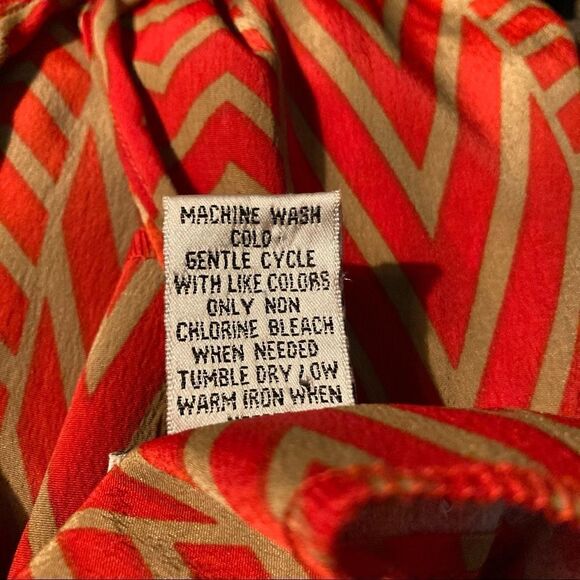 MACHINE WASH
COLD
GENTLE CYCLE
WITH LIKE COLORS
ONLY NON
CHLORINE BLEACH
WHEN NEEDED
TUMBLE DRY LOW
WARM IRON WHEN